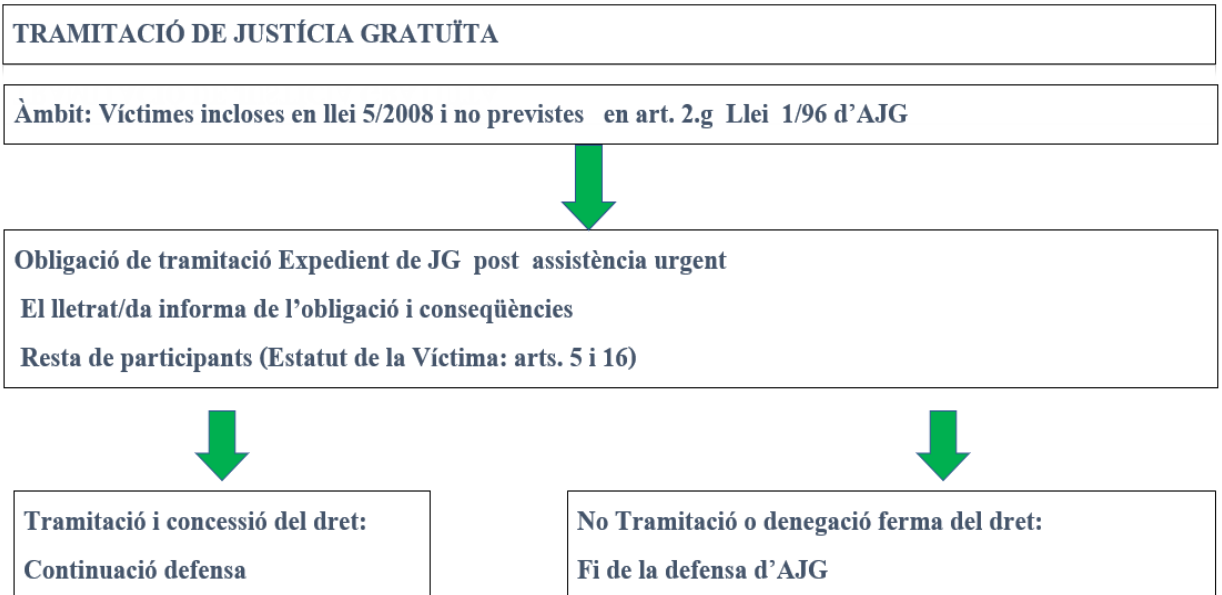 TRAMITACIÓ DE JUSTÍCIA GRATUÏTA
Àmbit: Víctimes incloses en llei 5/2008 i no previstes en art. 2.g Llei 1/96 d’AJG
Obligació de tramitació Expedient de JG post assistència urgent
El lletrat/da informa de l’obligació i conseqüències
Resta de participants (Estatut de la Víctima: arts. 5 i 16)
Tramitació i concessió del dret:
Continuació defensa
No Tramitació o denegació ferma del dret:
Fi de la defensa d’AJG